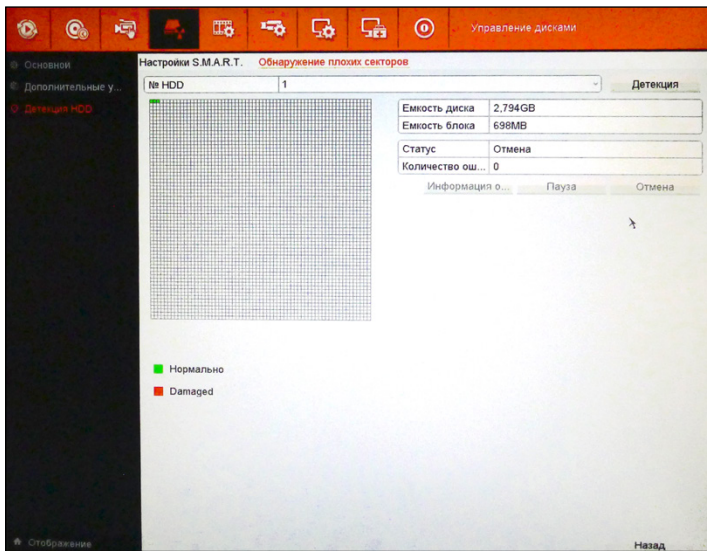 Управление дисками
Основной
Дополнительные у...
Детекция HDD
Настройки S.M.A.R.T. Обнаружение плохих секторов
№ HDD 1 Детекция
Емкость диска 2,794GB
Емкость блока 698MB
Статус Отмена
Количество ош... 0
Информация о... Пауза Отмена
Нормально
Damaged
Отображение
Назад